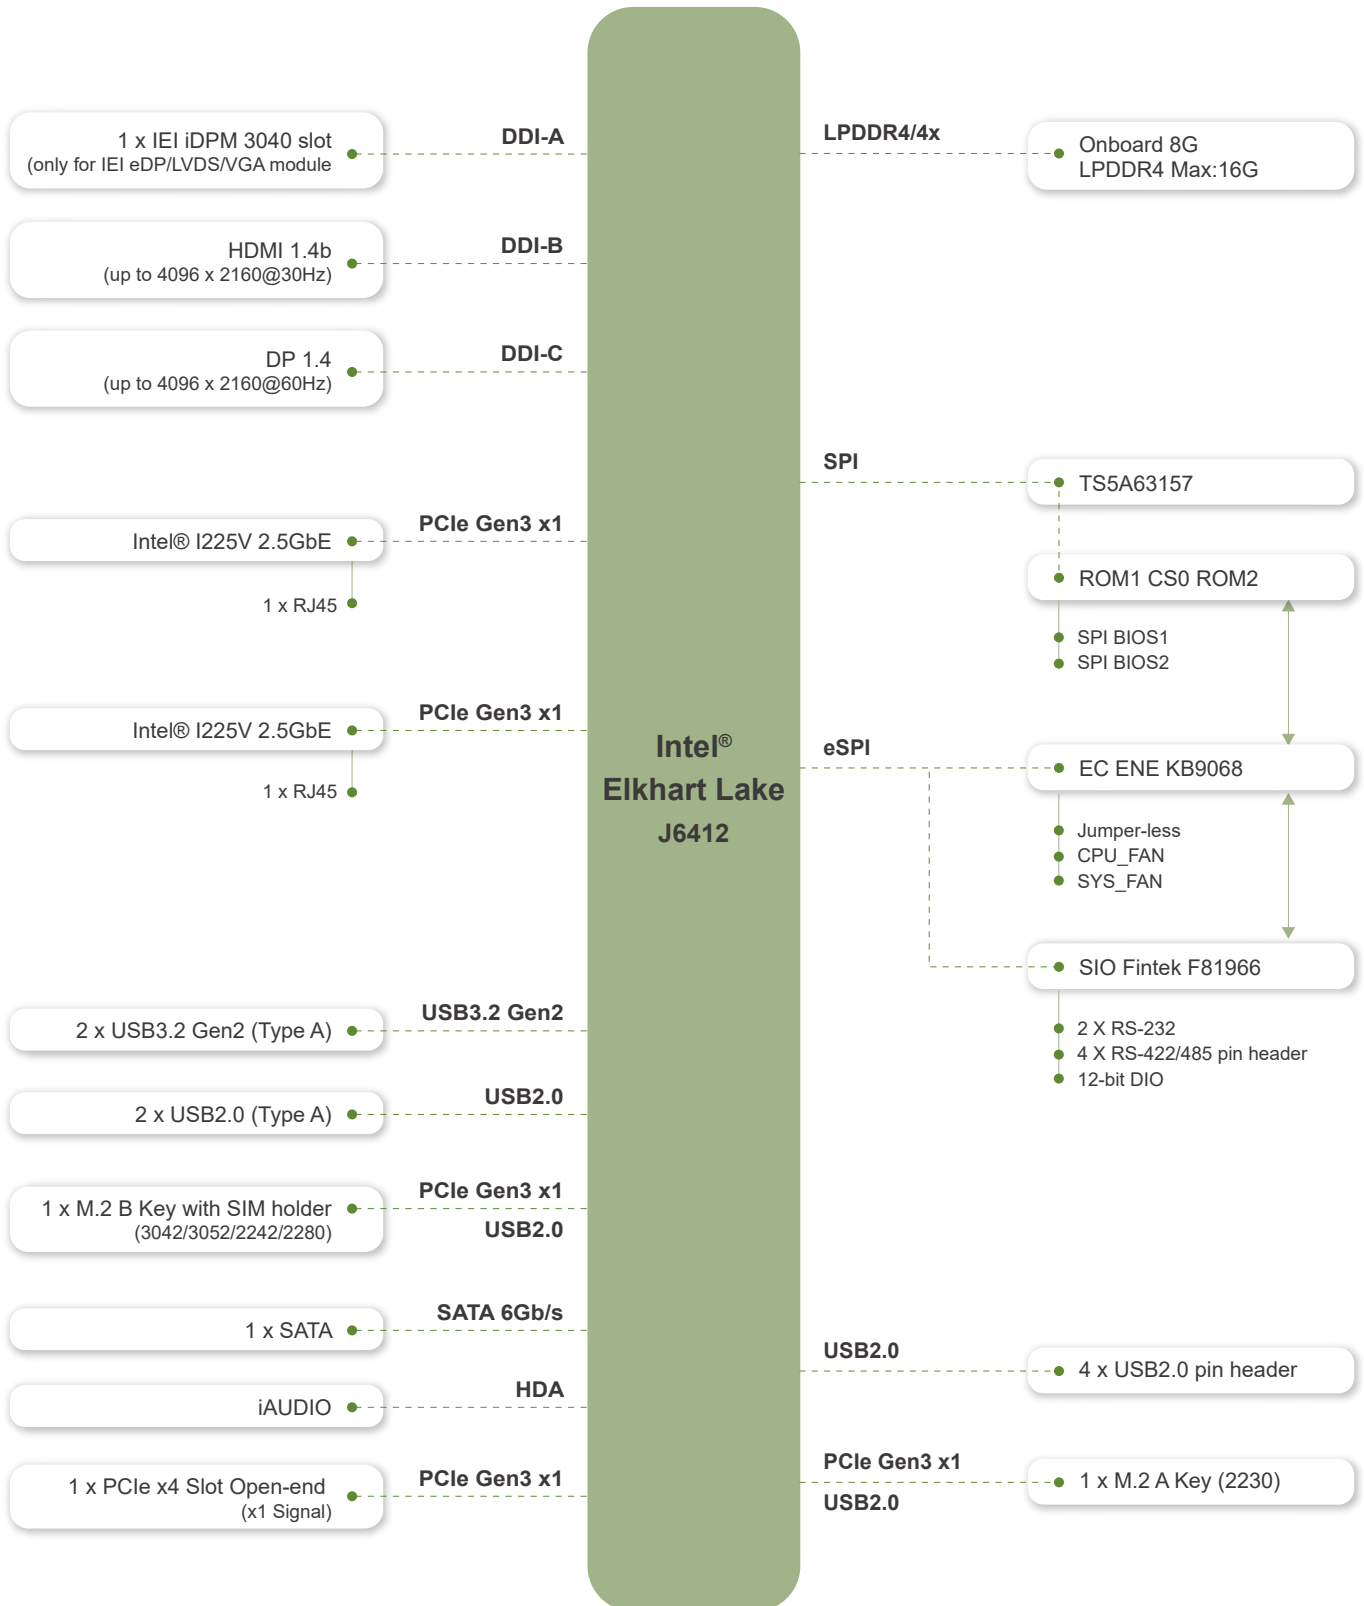 1 x IEI iDPM 3040 slot
(only for IEI eDP/LVDS/VGA module
DDI-A
HDMI 1.4b
(up to 4096 x 2160@30Hz)
DDI-B
DP 1.4
(up to 4096 x 2160@60Hz)
DDI-C
Intel® I225V 2.5GbE
PCIe Gen3 x1
1 x RJ45
Intel® I225V 2.5GbE
PCIe Gen3 x1
1 x RJ45
2 x USB3.2 Gen2 (Type A)
USB3.2 Gen2
2 x USB2.0 (Type A)
USB2.0
1 x M.2 B Key with SIM holder
(3042/3052/2242/2280)
PCIe Gen3 x1
USB2.0
1 x SATA
SATA 6Gb/s
iAUDIO
HDA
1 x PCIe x4 Slot Open-end
(x1 Signal)
PCIe Gen3 x1
Intel®
Elkhart Lake
J6412
LPDDR4/4x
Onboard 8G
LPDDR4 Max:16G
SPI
TS5A63157
ROM1 CS0 ROM2
SPI BIOS1
SPI BIOS2
eSPI
EC ENE KB9068
Jumper-less
CPU_FAN
SYS_FAN
SIO Fintek F81966
2 X RS-232
4 X RS-422/485 pin header
12-bit DIO
USB2.0
4 x USB2.0 pin header
PCIe Gen3 x1
USB2.0
1 x M.2 A Key (2230)